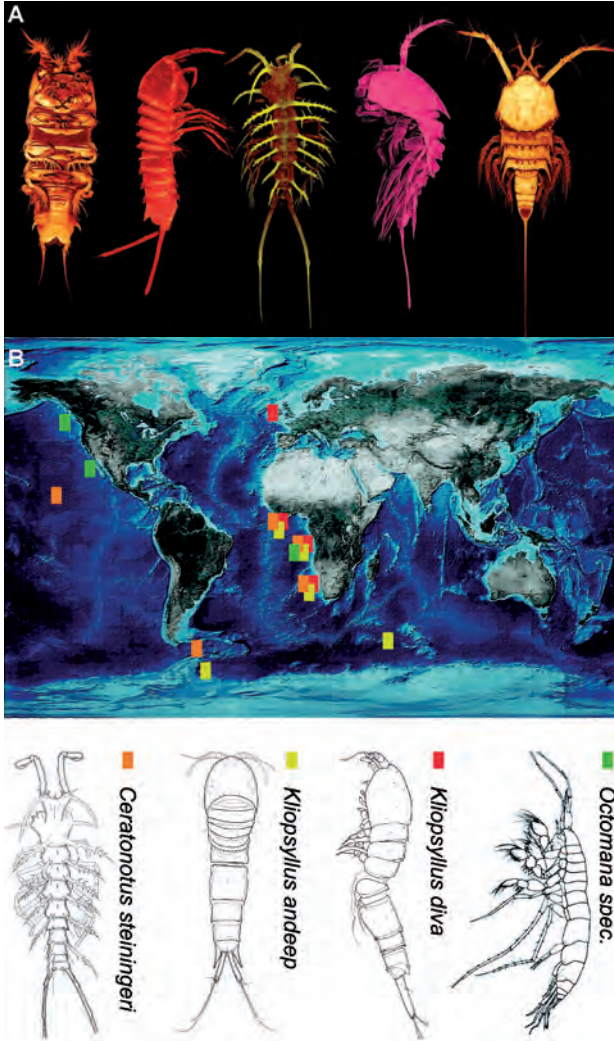 A
B
Ceratonotus steiningeri
Kliopsyllus andeep
Kliopsyllus diva
Octomana spec.